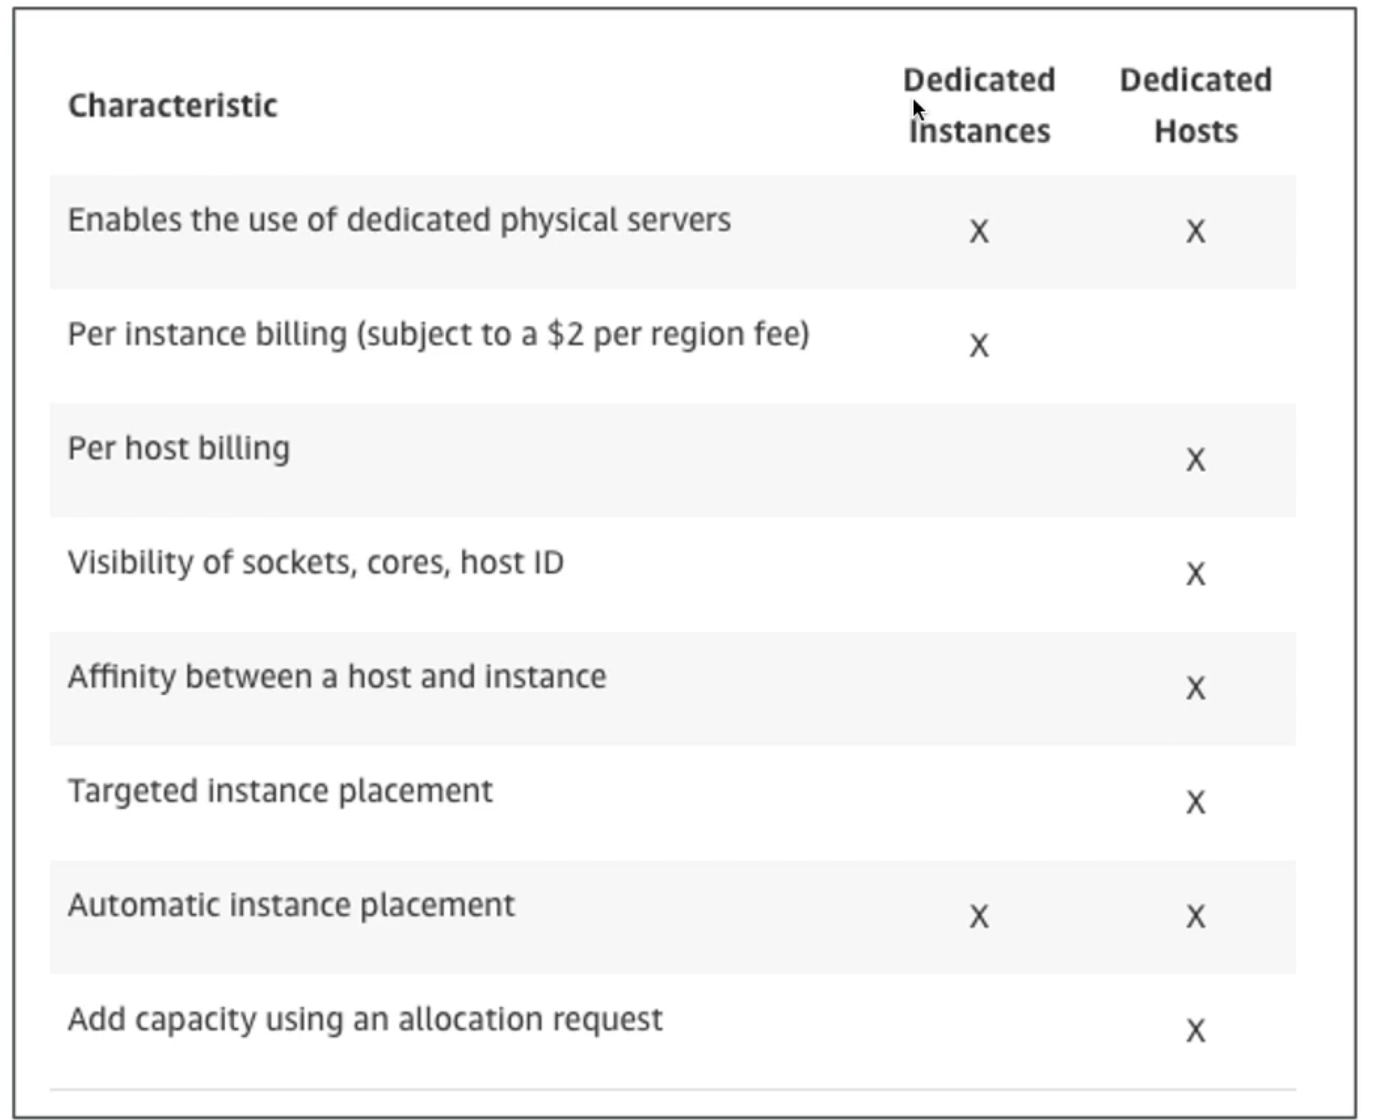 Characteristic Dedicated Instances Dedicated Hosts
Enables the use of dedicated physical servers X X
Per instance billing (subject to a $2 per region fee) X
Per host billing X
Visibility of sockets, cores, host ID X
Affinity between a host and instance X
Targeted instance placement X
Automatic instance placement X X
Add capacity using an allocation request X